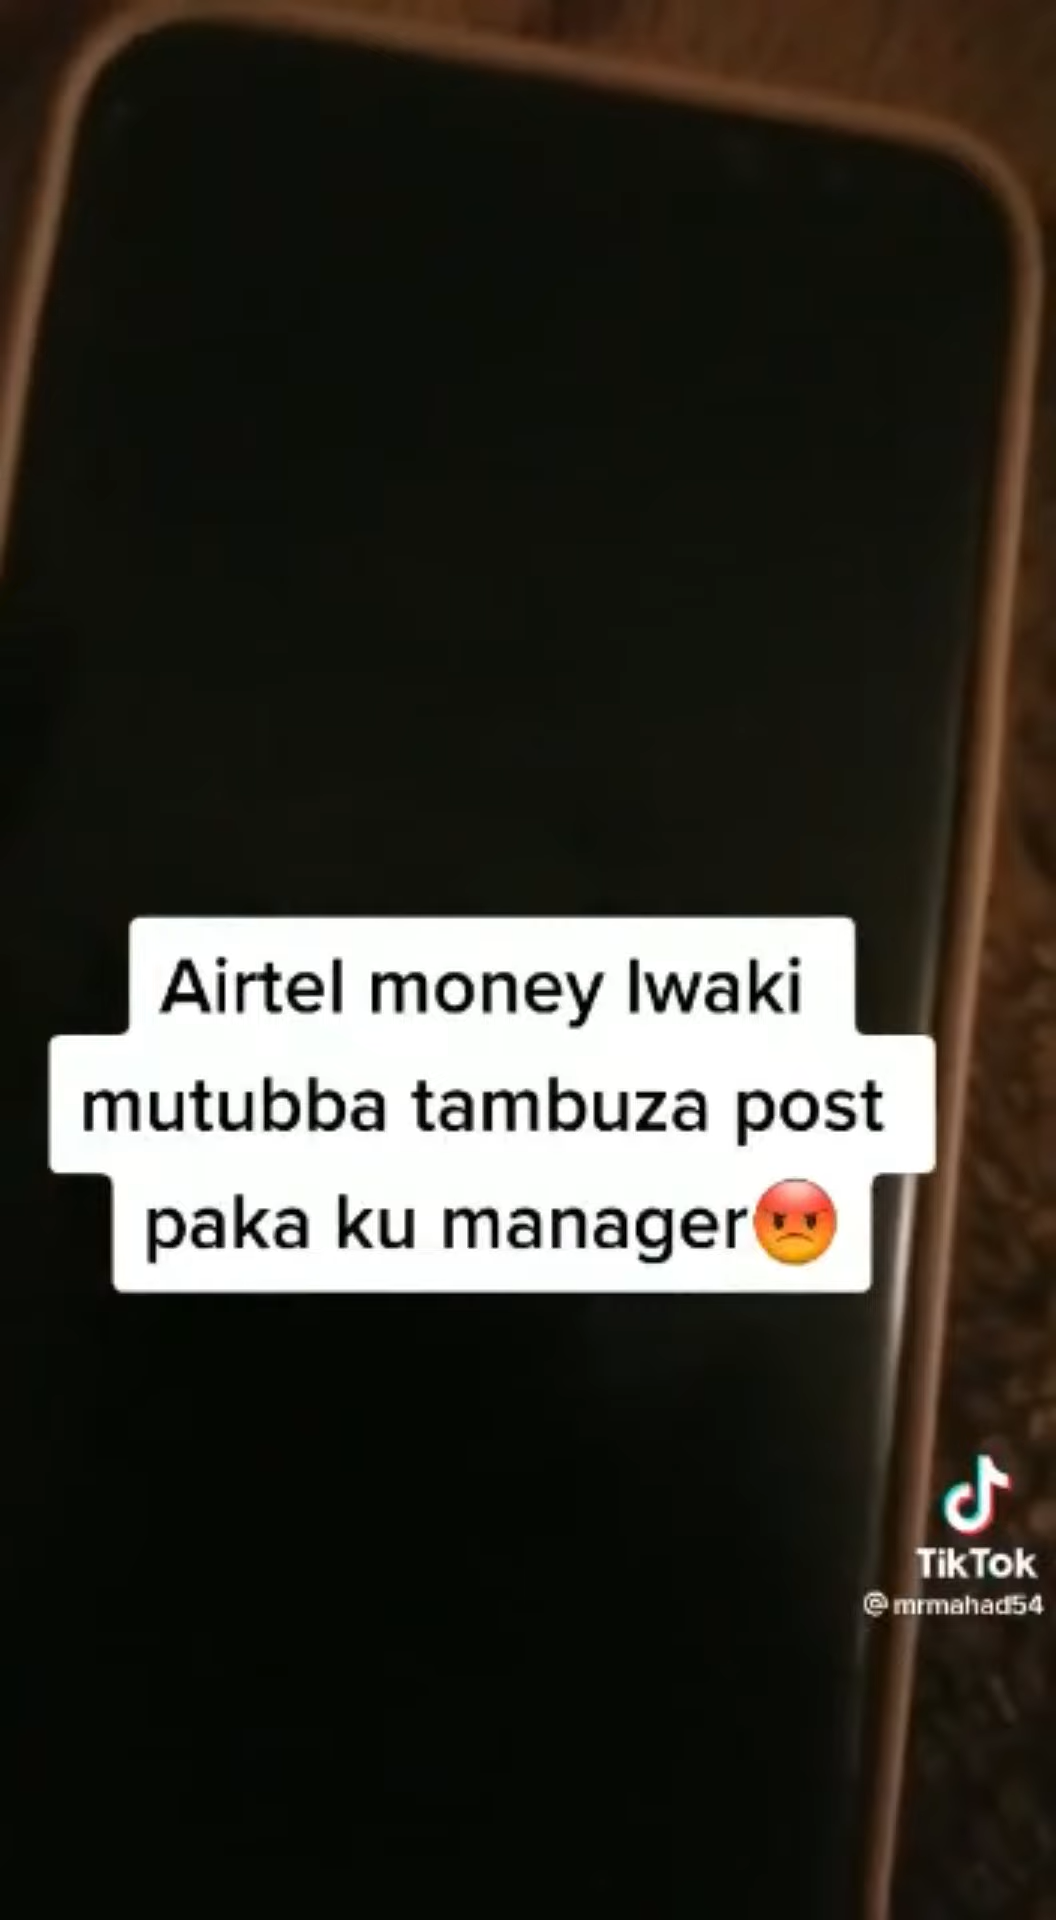 Airtel money lwaki
mutubba tambuza post
paka ku manager😡
TikTok
@mrmahad54